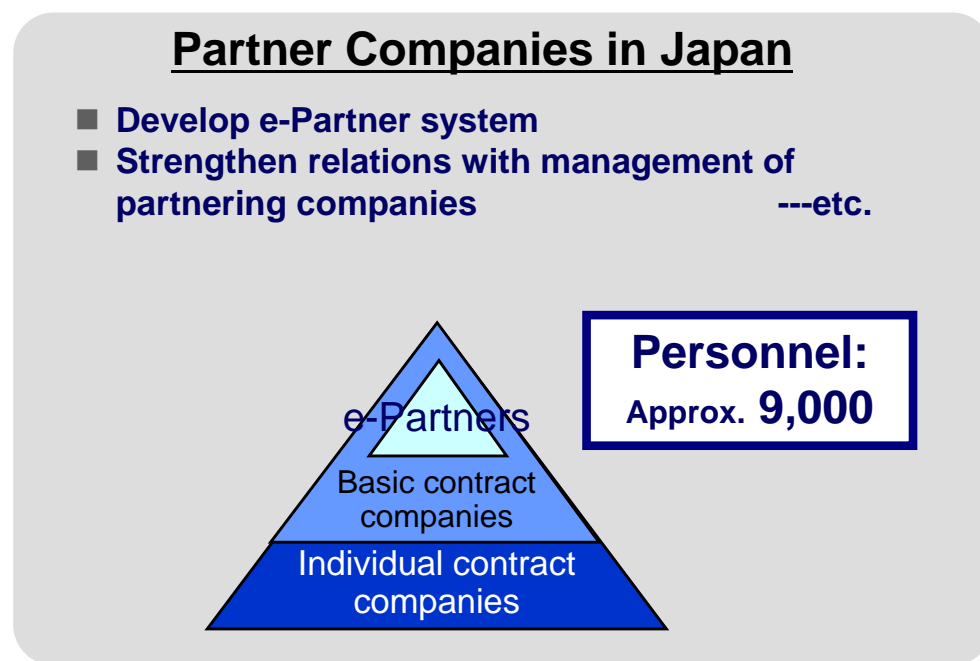 Partner Companies in Japan
Develop e-Partner system
Strengthen relations with management of
partnering companies ---etc.
Personnel:
Approx. 9,000
e-Partners
Basic contract
companies
Individual contract
companies